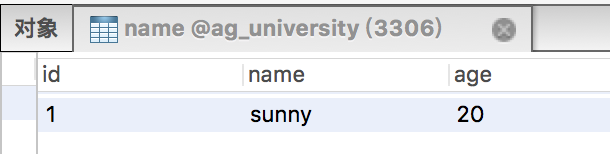 对象 name @ag_university (3306)
id name age
1 sunny 20